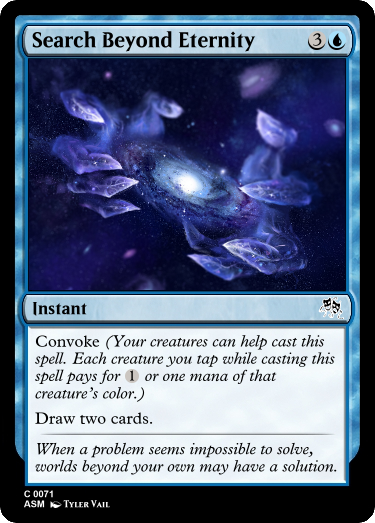 Search Beyond Eternity 3
Instant
Convoke (Your creatures can help cast this
spell. Each creature you tap while casting this
spell pays for 1 or one mana of that
creature's color.)
Draw two cards.
When a problem seems impossible to solve,
worlds beyond your own may have a solution.
C 0071
ASM Tyler Vail